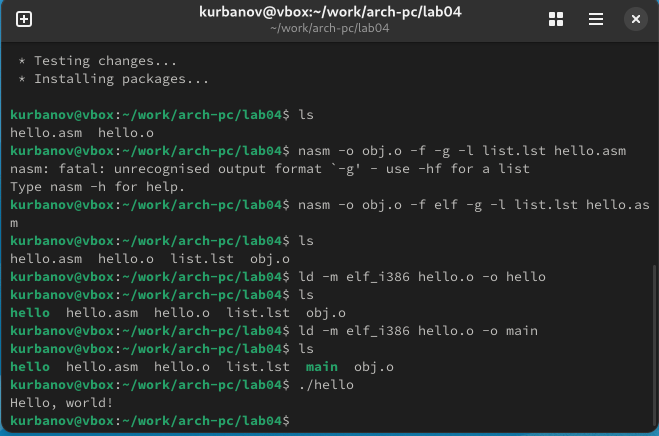 kurbanov@vbox:~/work/arch-pc/lab04
~/work/arch-pc/lab04
* Testing changes...
* Installing packages...
kurbanov@vbox:~/work/arch-pc/lab04$ ls
hello.asm  hello.o
kurbanov@vbox:~/work/arch-pc/lab04$ nasm -o obj.o -f -g -l list.lst hello.asm
nasm: fatal: unrecognised output format `-g' - use -hf for a list
Type nasm -h for help.
kurbanov@vbox:~/work/arch-pc/lab04$ nasm -o obj.o -f elf -g -l list.lst hello.as
m
kurbanov@vbox:~/work/arch-pc/lab04$ ls
hello.asm  hello.o  list.lst  obj.o
kurbanov@vbox:~/work/arch-pc/lab04$ ld -m elf_i386 hello.o -o hello
kurbanov@vbox:~/work/arch-pc/lab04$ ls
hello  hello.asm  hello.o  list.lst  obj.o
kurbanov@vbox:~/work/arch-pc/lab04$ ld -m elf_i386 hello.o -o main
kurbanov@vbox:~/work/arch-pc/lab04$ ls
hello  hello.asm  hello.o  list.lst  main  obj.o
kurbanov@vbox:~/work/arch-pc/lab04$ ./hello
Hello, world!
kurbanov@vbox:~/work/arch-pc/lab04$